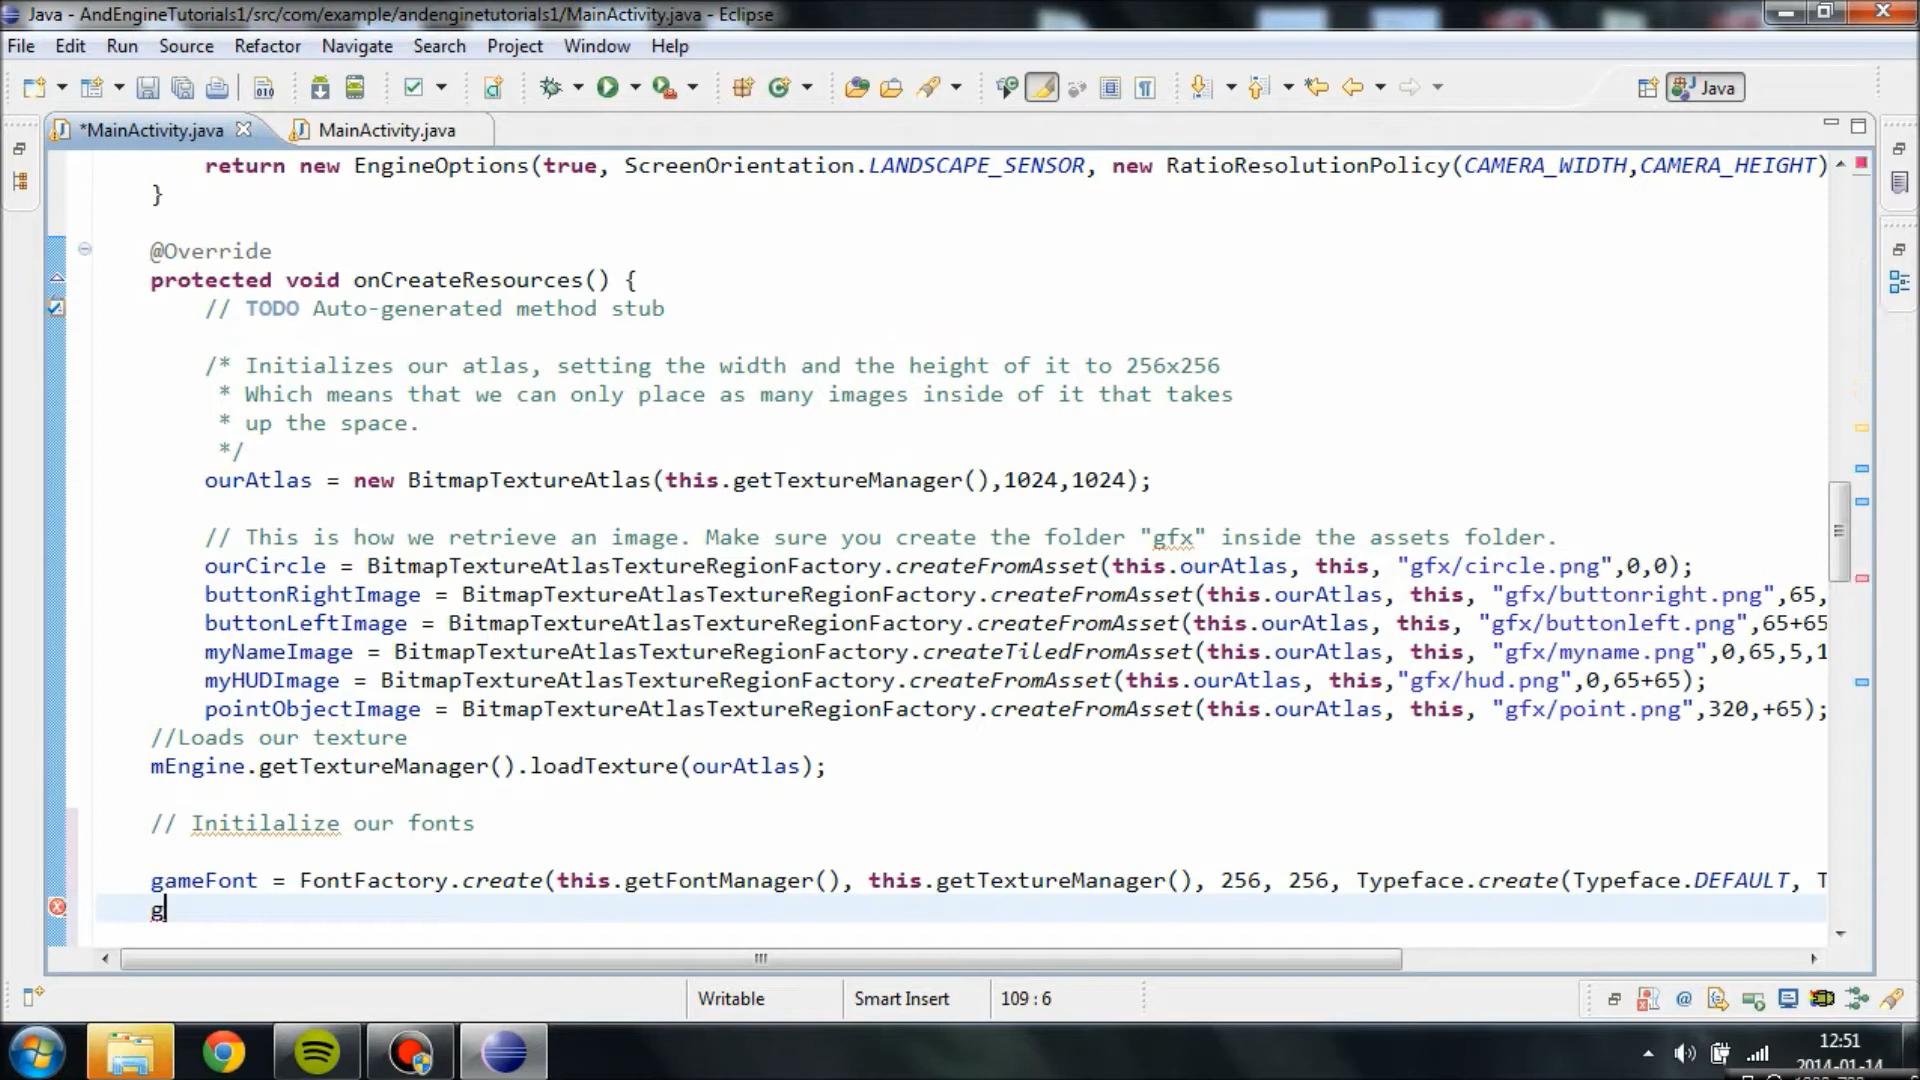 Java - AndEngineTutorials1/src/com/example/andenginetutorials1/MainActivity.java - Eclipse
File Edit Run Source Refactor Navigate Search Project Window Help
Java
*MainActivity.java MainActivity.java
return new EngineOptions(true, ScreenOrientation.LANDSCAPE_SENSOR, new RatioResolutionPolicy(CAMERA_WIDTH,CAMERA_HEIGHT)
}
@Override
protected void onCreateResources() {
// TODO Auto-generated method stub
/* Initializes our atlas, setting the width and the height of it to 256x256
* Which means that we can only place as many images inside of it that takes
* up the space.
*/
ourAtlas = new BitmapTextureAtlas(this.getTextureManager(),1024,1024);
// This is how we retrieve an image. Make sure you create the folder "gfx" inside the assets folder.
ourCircle = BitmapTextureAtlasTextureRegionFactory.createFromAsset(this.ourAtlas, this, "gfx/circle.png",0,0);
buttonRightImage = BitmapTextureAtlasTextureRegionFactory.createFromAsset(this.ourAtlas, this, "gfx/buttonright.png",65,
buttonLeftImage = BitmapTextureAtlasTextureRegionFactory.createFromAsset(this.ourAtlas, this, "gfx/buttonleft.png",65+65
myNameImage = BitmapTextureAtlasTextureRegionFactory.createTiledFromAsset(this.ourAtlas, this, "gfx/myname.png",0,65,5,1
myHUDImage = BitmapTextureAtlasTextureRegionFactory.createFromAsset(this.ourAtlas, this,"gfx/hud.png",0,65+65);
pointObjectImage = BitmapTextureAtlasTextureRegionFactory.createFromAsset(this.ourAtlas, this, "gfx/point.png",320,+65);
//Loads our texture
mEngine.getTextureManager().loadTexture(ourAtlas);
// Initilalize our fonts
gameFont = FontFactory.create(this.getFontManager(), this.getTextureManager(), 256, 256, Typeface.create(Typeface.DEFAULT, T
g
Writable Smart Insert 109 : 6
12:51
2014-01-14